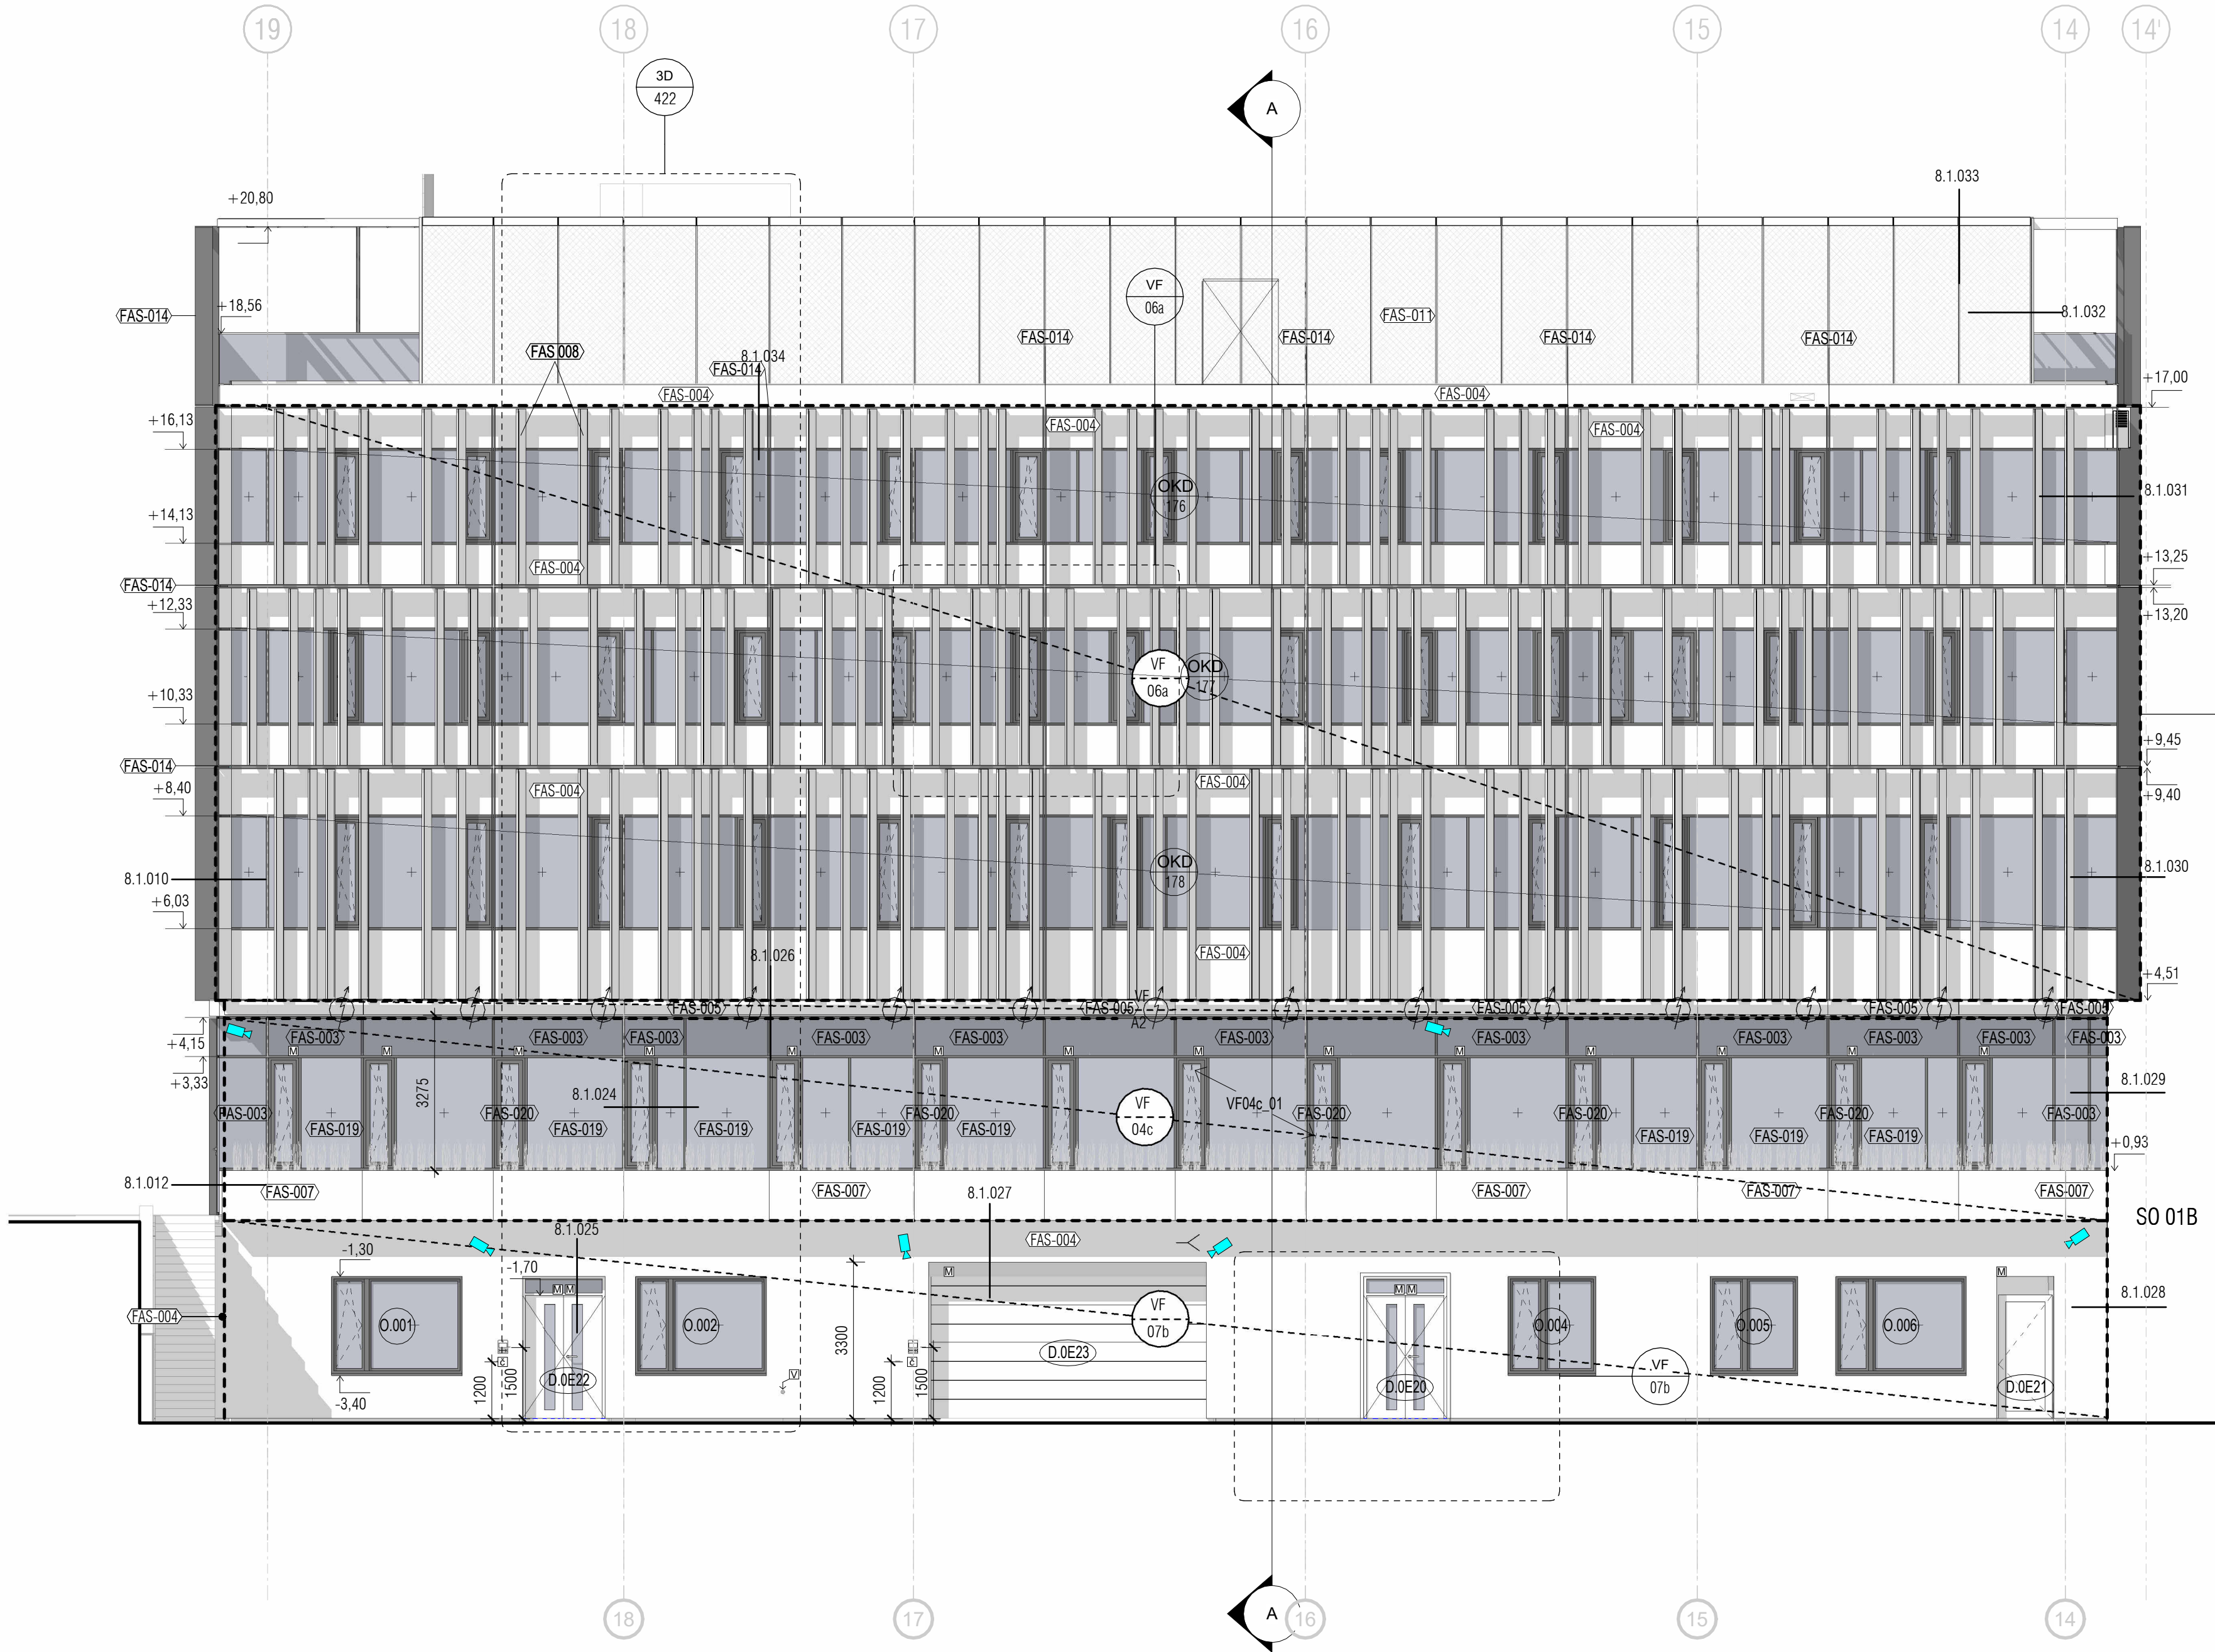 19
18
17
16
15
14
14'
3D
422
A
8.1.033
+20,80
VF
06a
+18,56
FAS-014
FAS-011
8.1.032
FAS-014
FAS-014
FAS-014
FAS-014
FAS 008
8.1.034
FAS-014
+17,00
FAS-004
FAS-004
+16,13
FAS-004
FAS-004
OKD
176
8.1.031
+14,13
+13,25
FAS-004
FAS-014
+12,33
+13,20
VF
06a
OKD
177
+10,33
+9,45
FAS-014
+8,40
FAS-004
FAS-004
+9,40
8.1.010
OKD
178
8.1.030
+6,03
8.1.026
FAS-004
+4,51
FAS-005
FAS-005
VF
A2
FAS-005
FAS-005
FAS-005
+4,15
FAS-003
FAS-003
FAS-003
FAS-003
FAS-003
FAS-003
FAS-003
FAS-003
FAS-003
M M M M M M M M M M M M M M
+3,33
3275
8.1.024
VF
04c
VF04c_01
8.1.029
FAS-003
FAS-020
FAS-020
FAS-020
FAS-020
FAS-020
FAS-003
FAS-019
FAS-019
FAS-019
FAS-019
FAS-019
FAS-019
FAS-019
FAS-019
+0,93
8.1.012
FAS-007
FAS-007
8.1.027
FAS-007
FAS-007
FAS-007
SO 01B
8.1.025
FAS-004
-1,30
-1,70
M
M
M M
M M
8.1.028
FAS-004
O.001
O.002
VF
07b
O.004
O.005
O.006
3300
D.0E23
C
C
V
VF
07b
1200
1500
D.0E22
1200
1500
D.0E20
D.0E21
-3,40
18
17
A
16
15
14